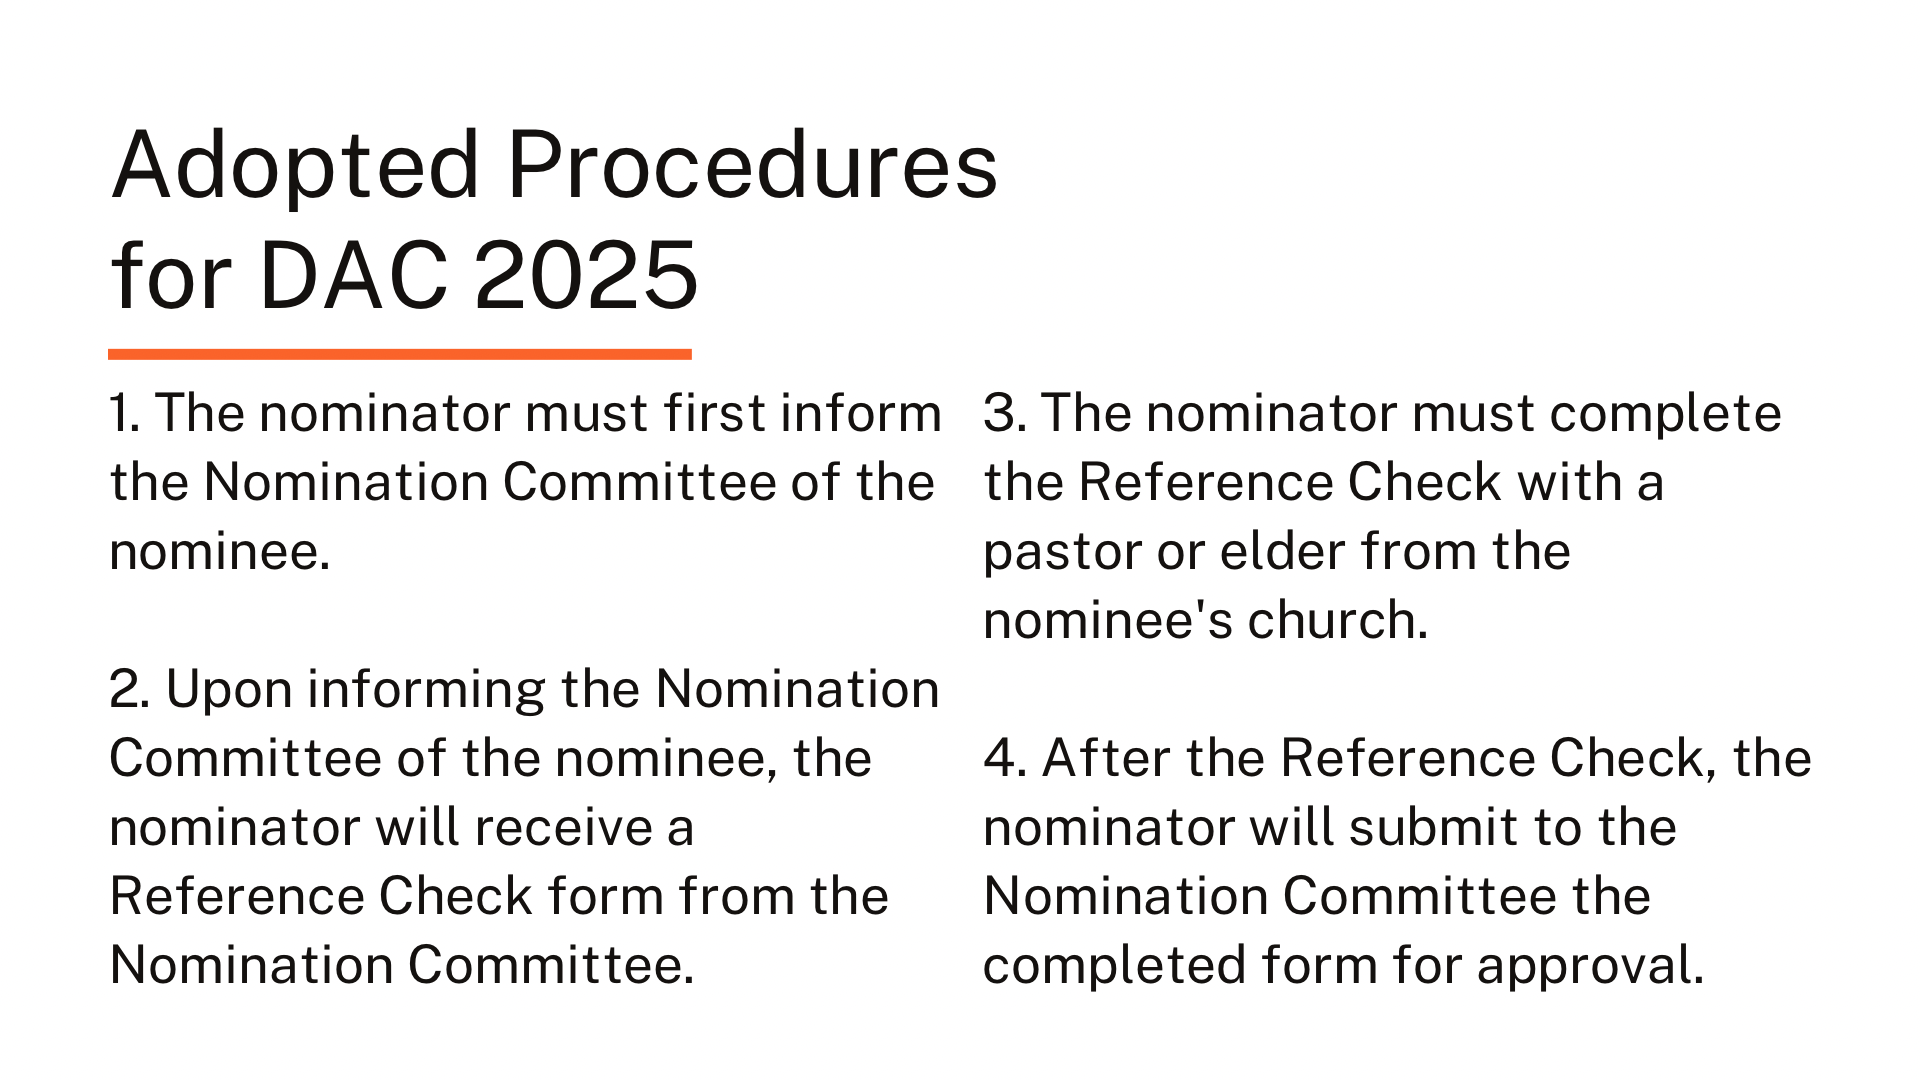 Adopted Procedures
for DAC 2025
1. The nominator must first inform
the Nomination Committee of the
nominee.
2. Upon informing the Nomination
Committee of the nominee, the
nominator will receive a
Reference Check form from the
Nomination Committee.
3. The nominator must complete
the Reference Check with a
pastor or elder from the
nominee's church.
4. After the Reference Check, the
nominator will submit to the
Nomination Committee the
completed form for approval.